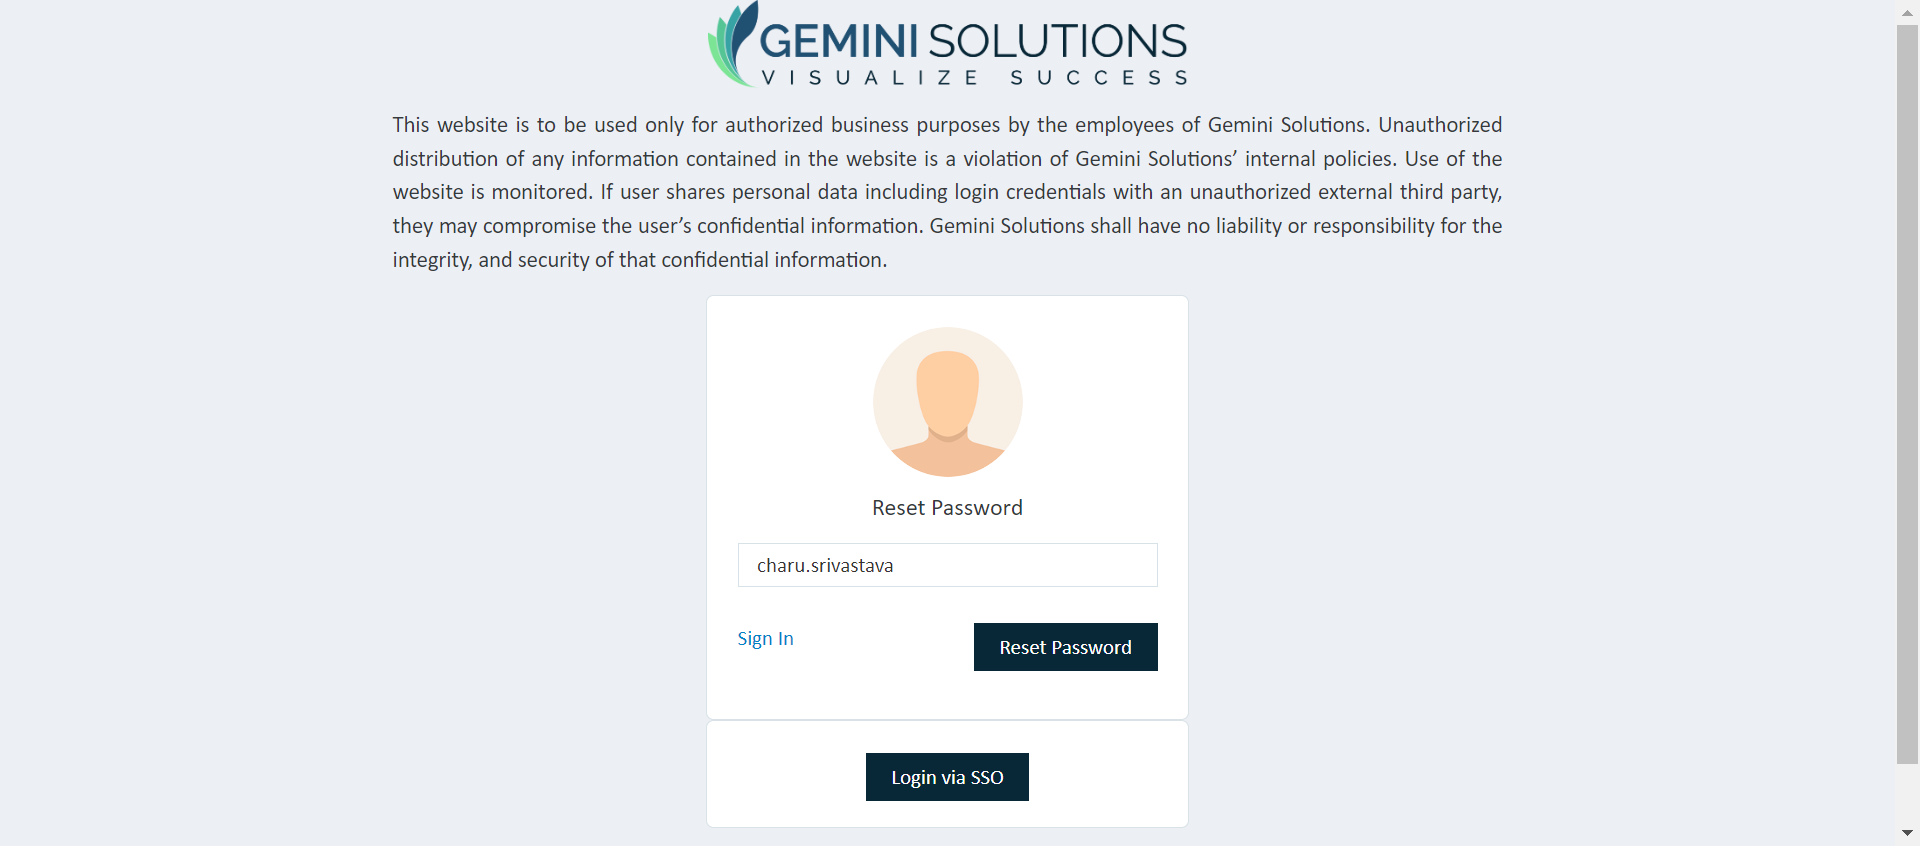 GEMINI SOLUTIONS
VISUALIZE SUCCESS
This website is to be used only for authorized business purposes by the employees of Gemini Solutions. Unauthorized
distribution of any information contained in the website is a violation of Gemini Solutions’ internal policies. Use of the
website is monitored. If user shares personal data including login credentials with an unauthorized external third party,
they may compromise the user’s confidential information. Gemini Solutions shall have no liability or responsibility for the
integrity, and security of that confidential information.
Reset Password
charu.srivastava
Sign In
Reset Password
Login via SSO